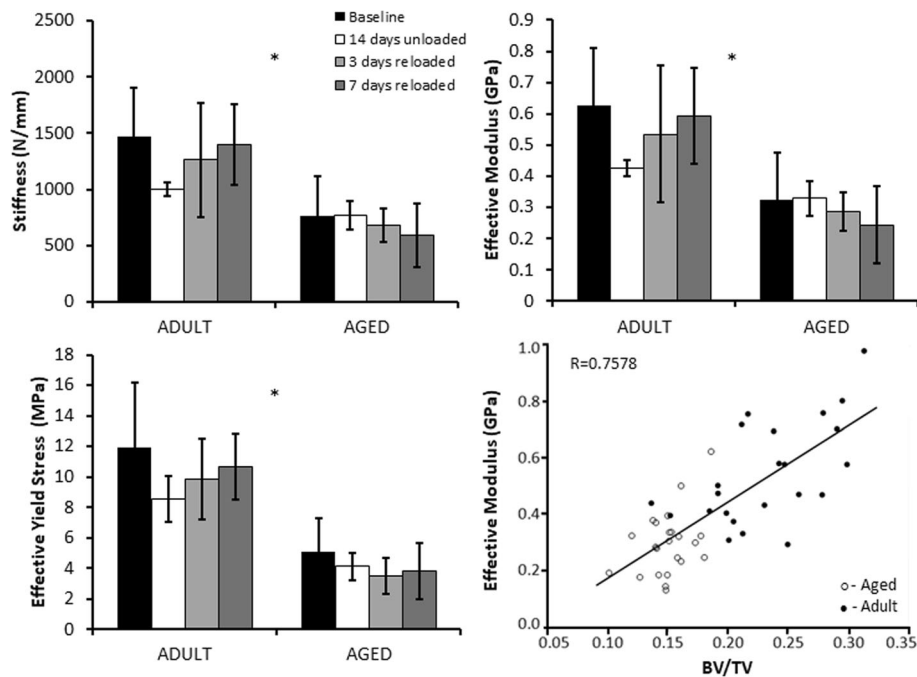 Stiffness (N/mm)
2500
2000
1500
1000
500
0
ADULT
AGED
*
Baseline
14 days unloaded
3 days reloaded
7 days reloaded
Effective Modulus (GPa)
0.9
0.8
0.7
0.6
0.5
0.4
0.3
0.2
0.1
0
ADULT
AGED
*
Effective Yield Stress (MPa)
18
16
14
12
10
8
6
4
2
0
ADULT
AGED
*
Effective Modulus (GPa)
1.0
0.8
0.6
0.4
0.2
0.0
R=0.7578
- Aged
- Adult
0.05 0.10 0.15 0.20 0.25 0.30 0.35
BV/TV